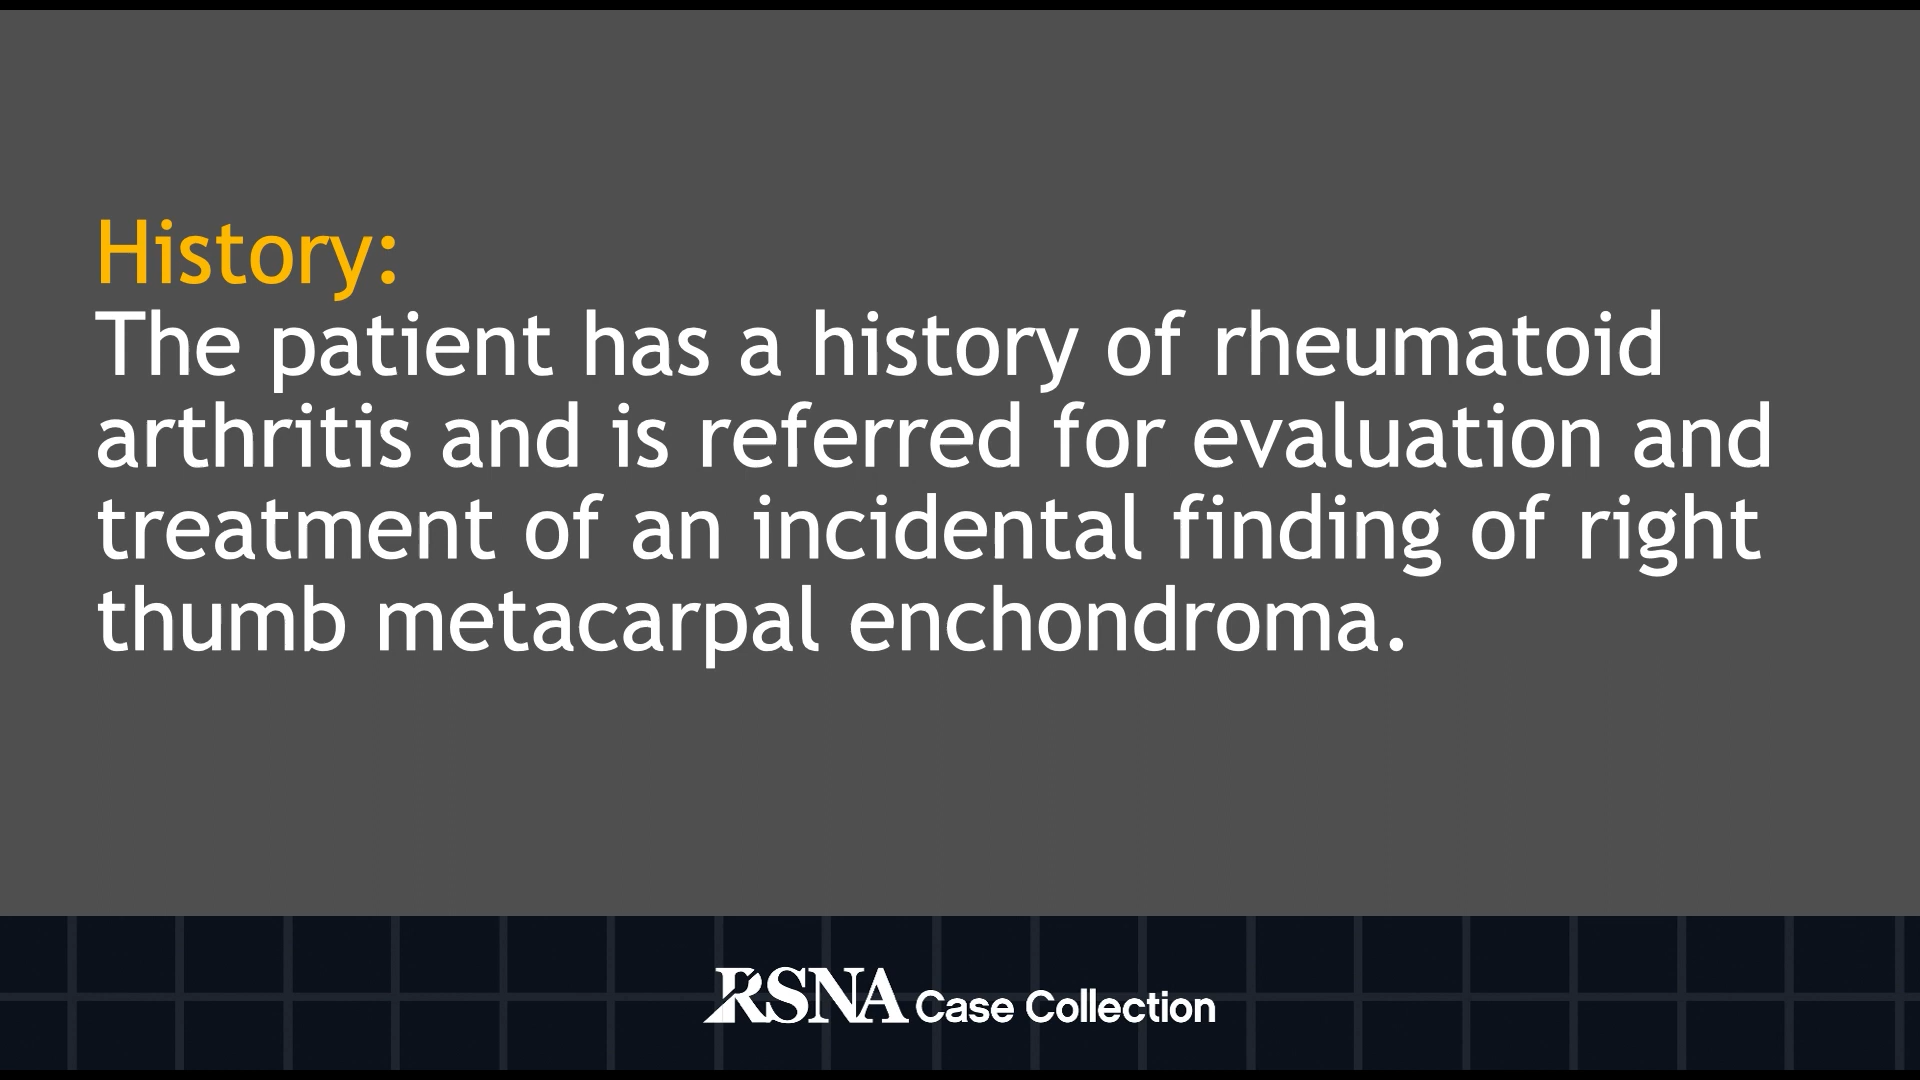 History:
The patient has a history of rheumatoid
arthritis and is referred for evaluation and
treatment of an incidental finding of right
thumb metacarpal enchondroma.
RSNA Case Collection